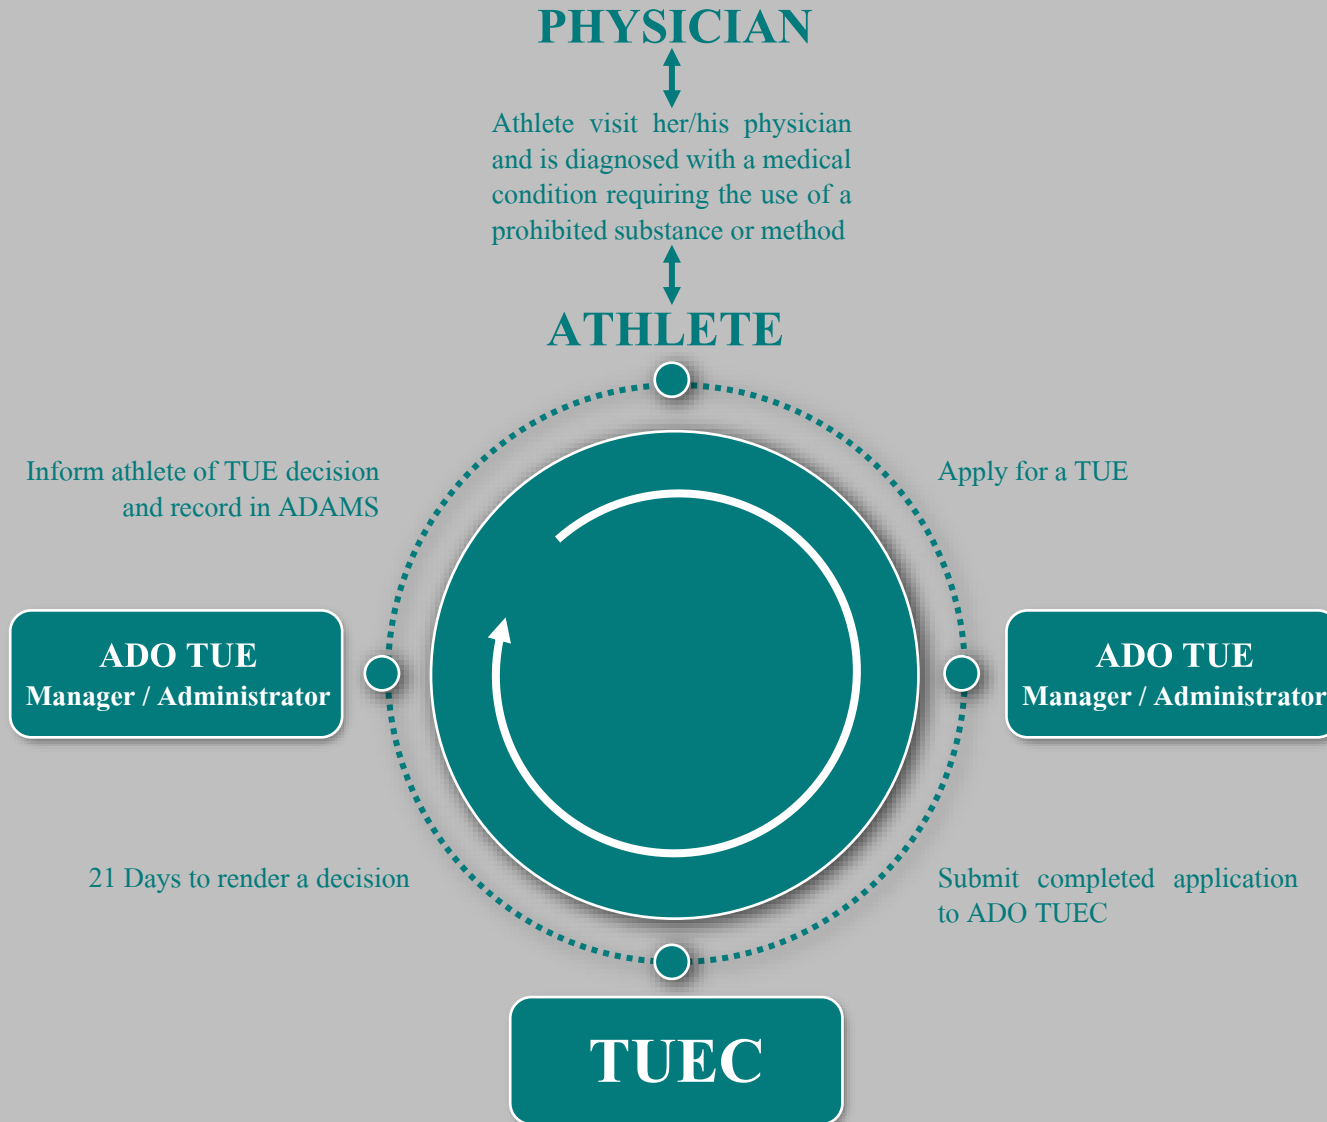 PHYSICIAN
Athlete visit her/his physician
and is diagnosed with a medical
condition requiring the use of a
prohibited substance or method
ATHLETE
Inform athlete of TUE decision
and record in ADAMS
Apply for a TUE
ADO TUE
Manager / Administrator
ADO TUE
Manager / Administrator
21 Days to render a decision
Submit completed application
to ADO TUEC
TUEC